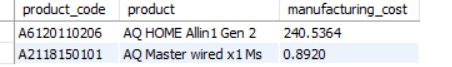 product_code product manufacturing_cost
A6120110206 AQ HOME Allin1 Gen 2 240.5364
A2118150101 AQ Master wired x1 Ms 0.8920